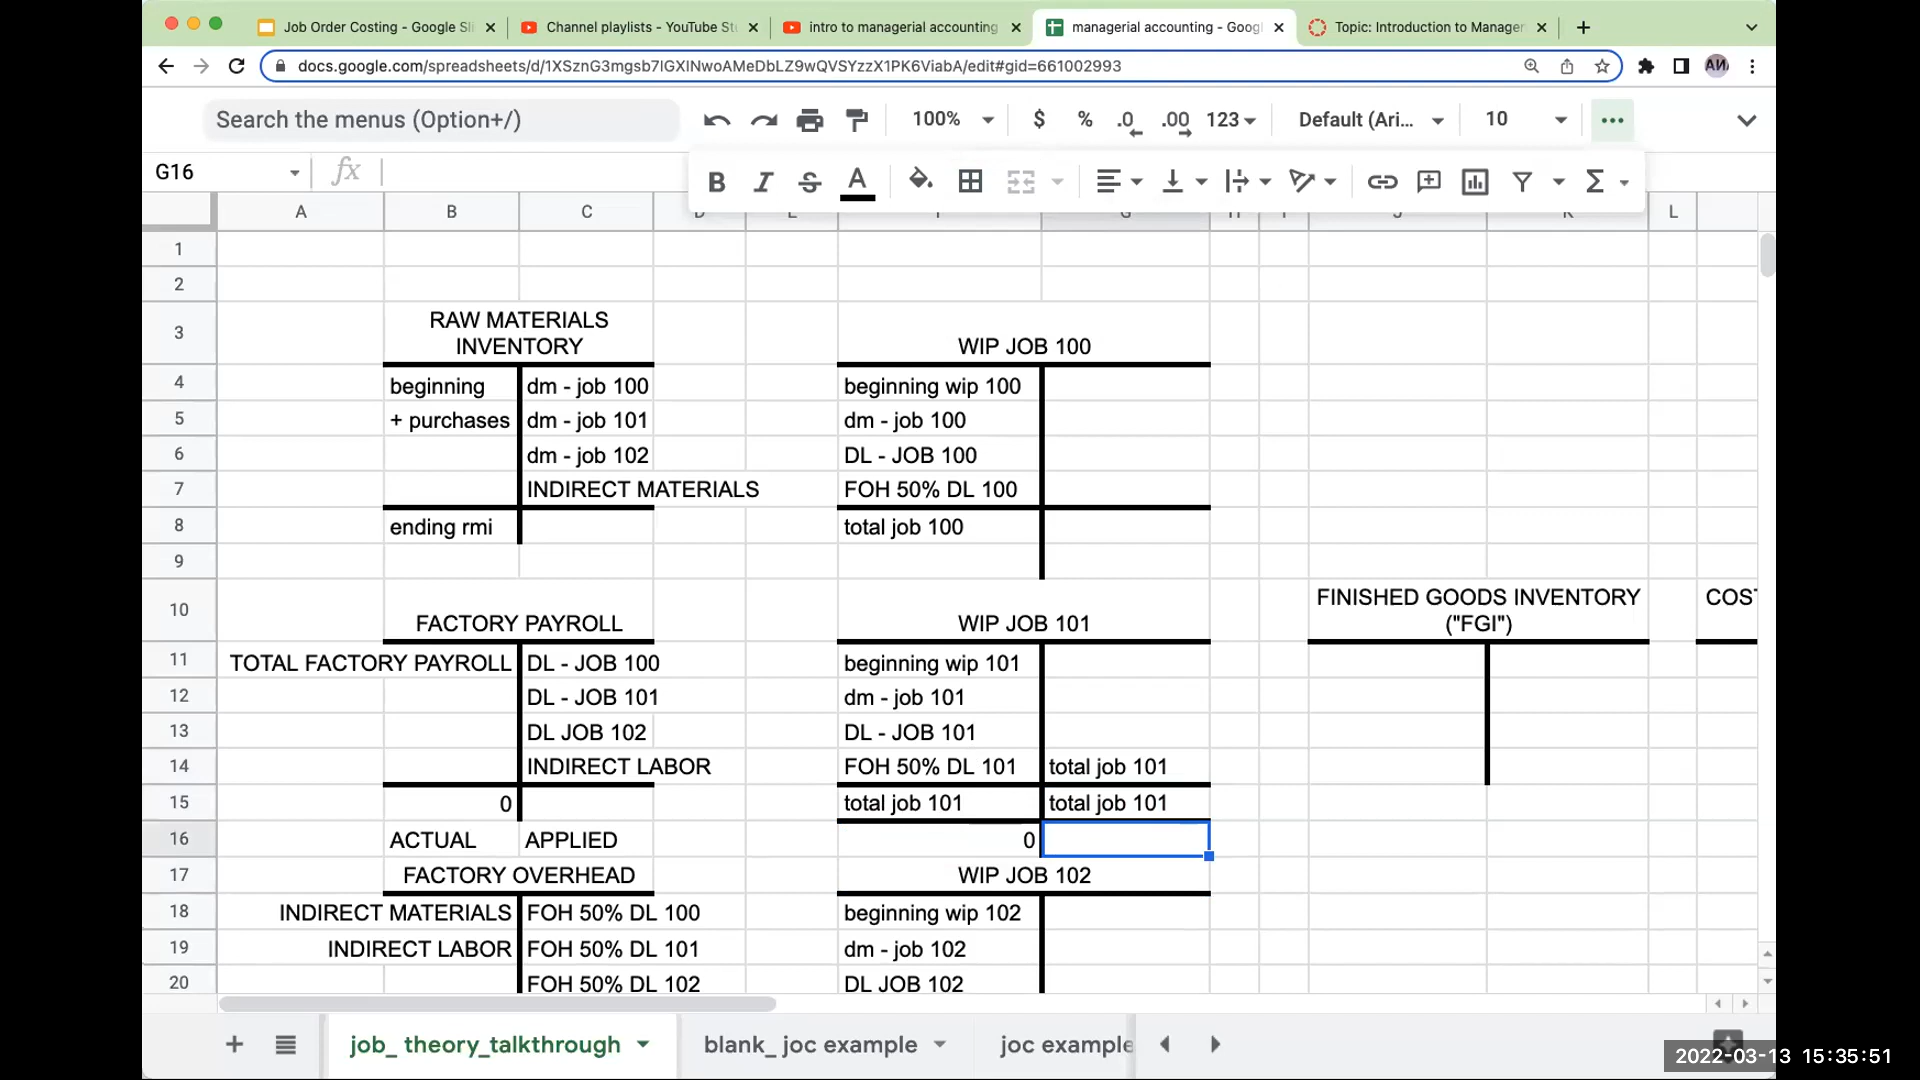 Job Order Costing - Google Sli
Channel playlists - YouTube Stu
intro to managerial accounting
managerial accounting - Googl
Topic: Introduction to Manager
docs.google.com/spreadsheets/d/1XSznG3mgsb7lGXlNwoAMeDbLZ9wQVSYzzX1PK6ViabA/edit#gid=661002993
Search the menus (Option+/)
100% $ % .0 .00 123 Default (Ari... 10 ...
G16 fx
B I S A
A B C D E F G H I J K L
1
2
3 RAW MATERIALS INVENTORY WIP JOB 100
4 beginning dm - job 100 beginning wip 100
5 + purchases dm - job 101 dm - job 100
6 dm - job 102 DL - JOB 100
7 INDIRECT MATERIALS FOH 50% DL 100
8 ending rmi total job 100
9
10 FACTORY PAYROLL WIP JOB 101 FINISHED GOODS INVENTORY ("FGI") COST
11 TOTAL FACTORY PAYROLL DL - JOB 100 beginning wip 101
12 DL - JOB 101 dm - job 101
13 DL JOB 102 DL - JOB 101
14 INDIRECT LABOR FOH 50% DL 101 total job 101
15 0 total job 101 total job 101
16 ACTUAL APPLIED 0
17 FACTORY OVERHEAD WIP JOB 102
18 INDIRECT MATERIALS FOH 50% DL 100 beginning wip 102
19 INDIRECT LABOR FOH 50% DL 101 dm - job 102
20 FOH 50% DL 102 DL JOB 102
job_ theory_talkthrough blank_ joc example joc example
2022-03-13 15:35:51